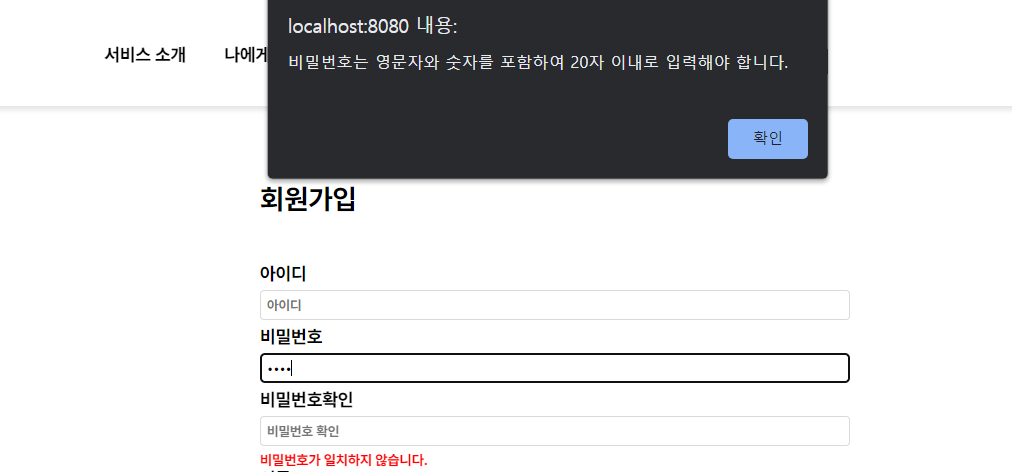 localhost:8080 내용:
비밀번호는 영문자와 숫자를 포함하여 20자 이내로 입력해야 합니다.
확인
서비스 소개 나에게
회원가입
아이디
아이디
비밀번호
••••
비밀번호확인
비밀번호 확인
비밀번호가 일치하지 않습니다.